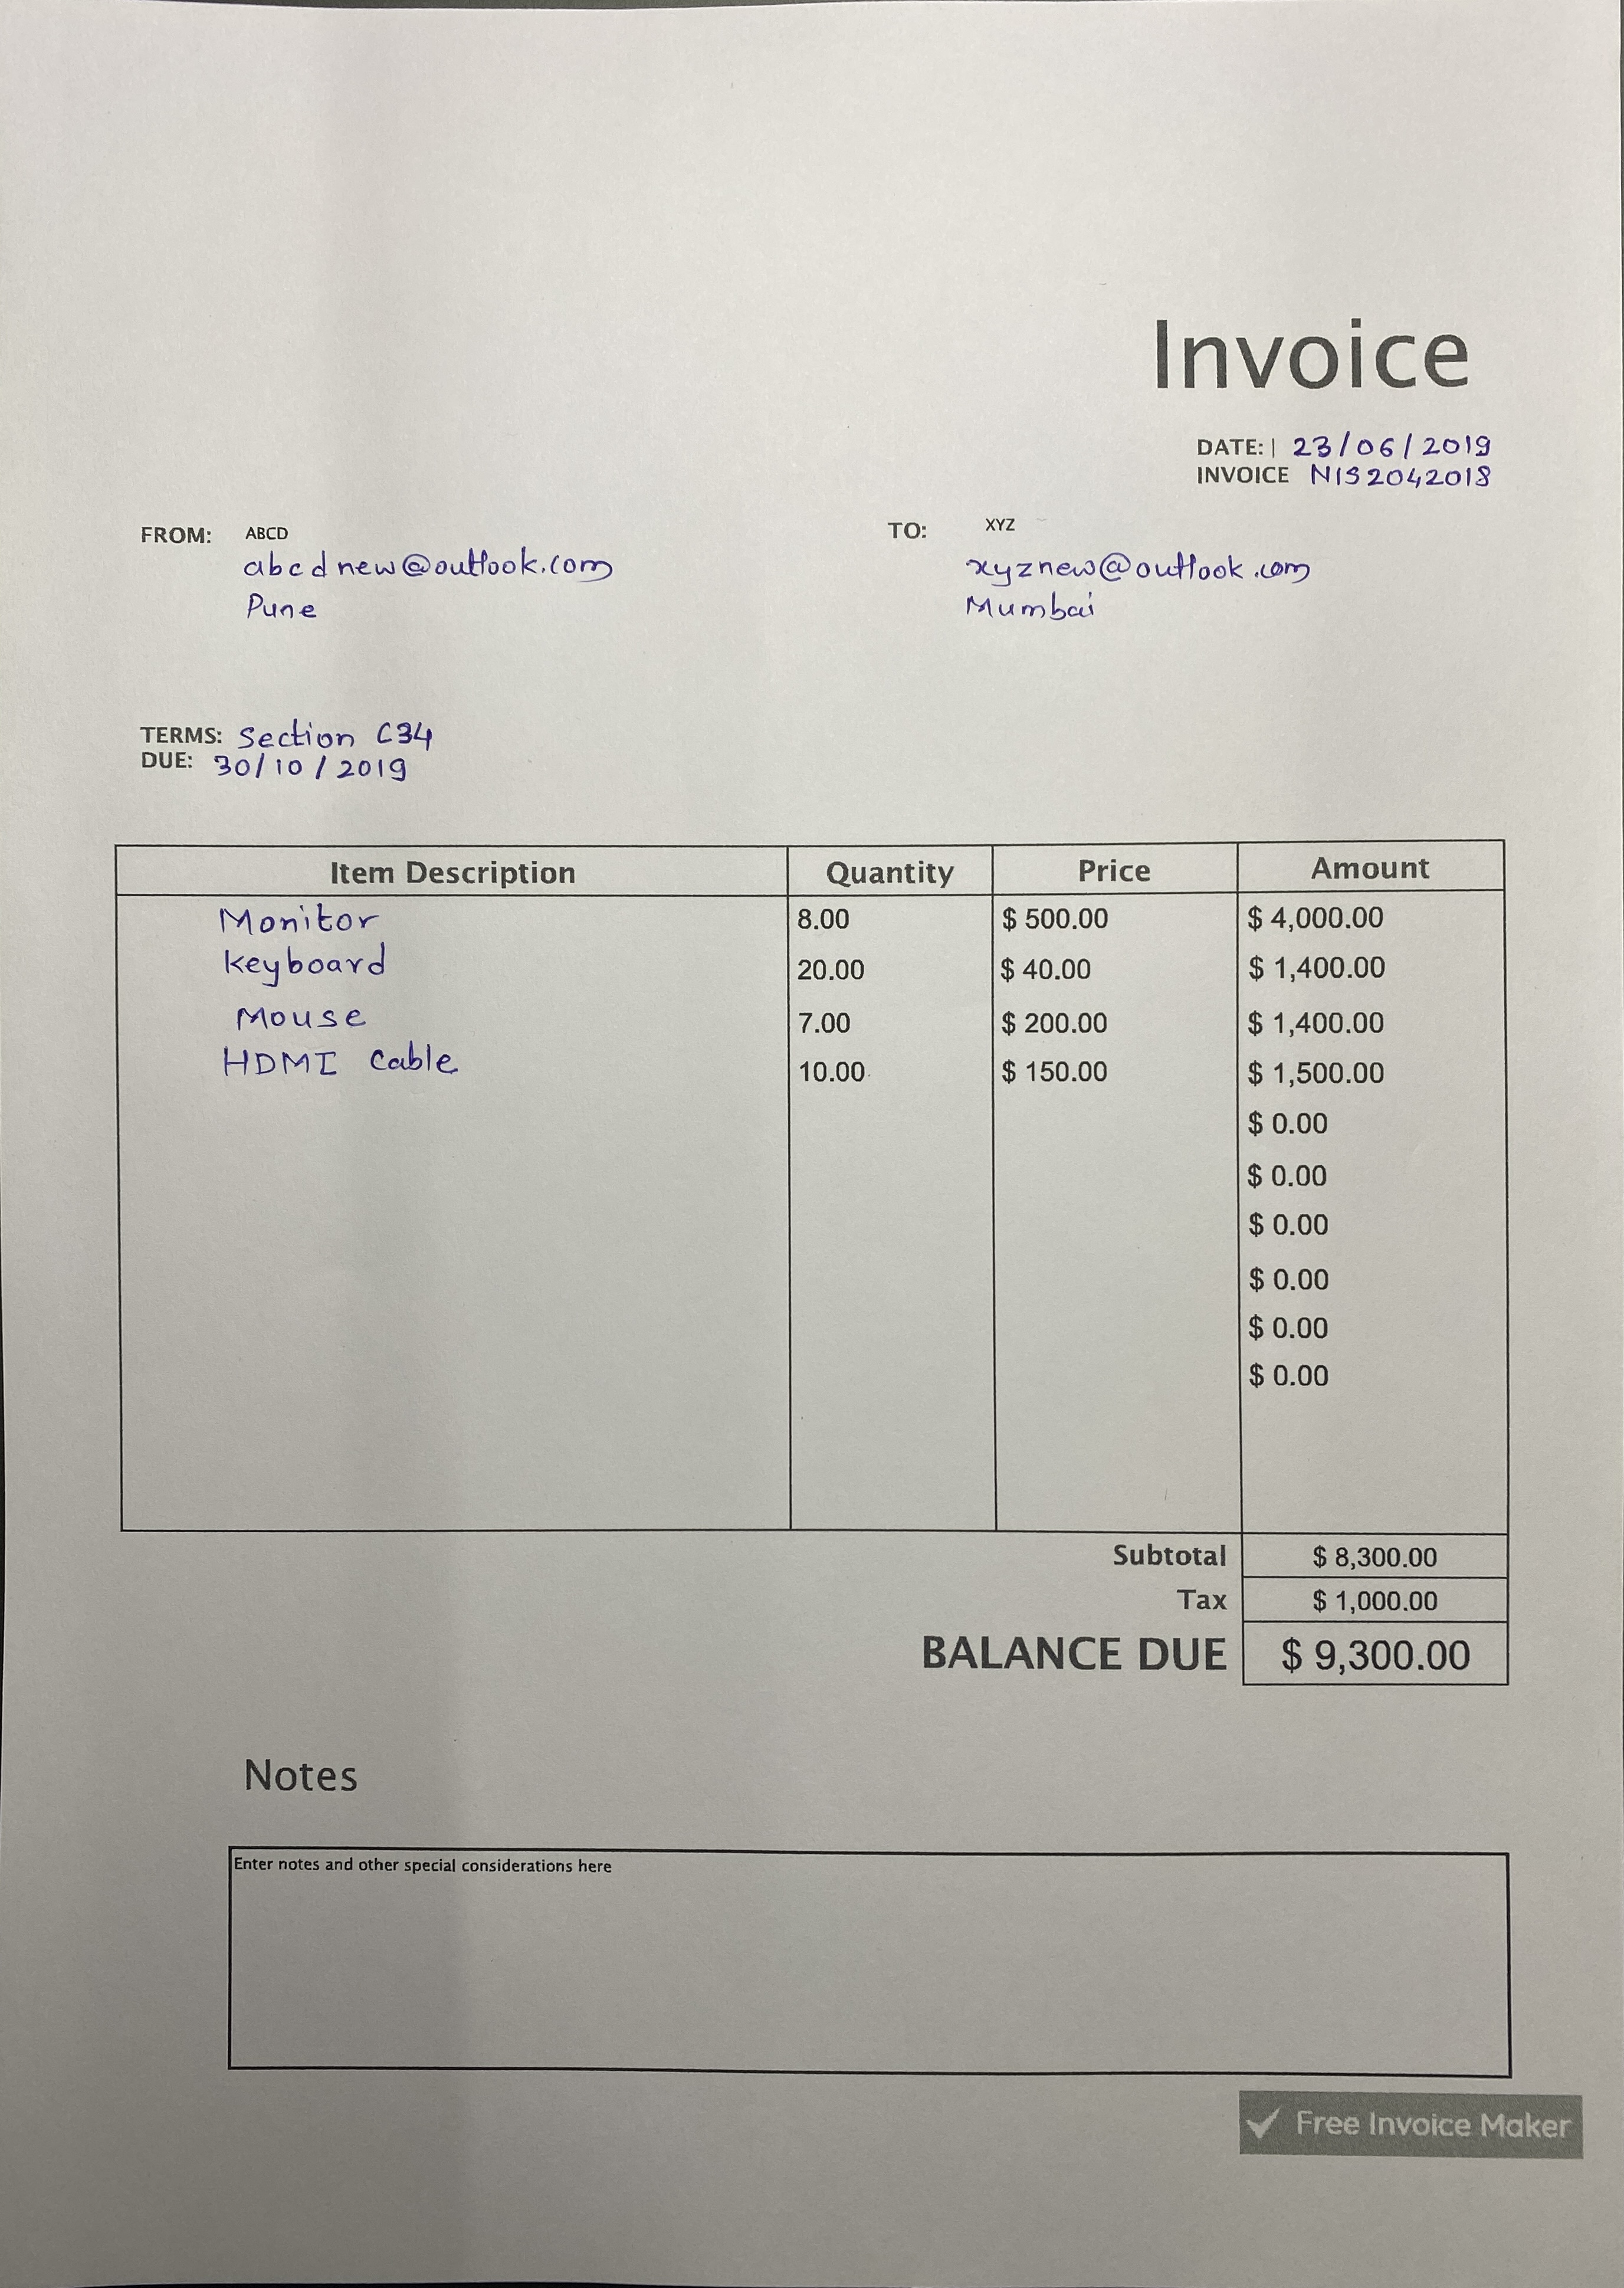 Invoice
DATE: | 23/06/2019
INVOICE NIS2042018
FROM: ABCD
abcdnew@outlook.com
Pune
TO: XYZ
xyznew@outlook.com
Mumbai
TERMS: Section C34
DUE: 30/10/2019
Item Description Quantity Price Amount
Monitor 8.00 $ 500.00 $ 4,000.00
Keyboard 20.00 $ 40.00 $ 1,400.00
Mouse 7.00 $ 200.00 $ 1,400.00
HDMI Cable 10.00 $ 150.00 $ 1,500.00
$ 0.00
$ 0.00
$ 0.00
$ 0.00
$ 0.00
$ 0.00
Subtotal $ 8,300.00
Tax $ 1,000.00
BALANCE DUE $ 9,300.00
Notes
Enter notes and other special considerations here
Free Invoice Maker